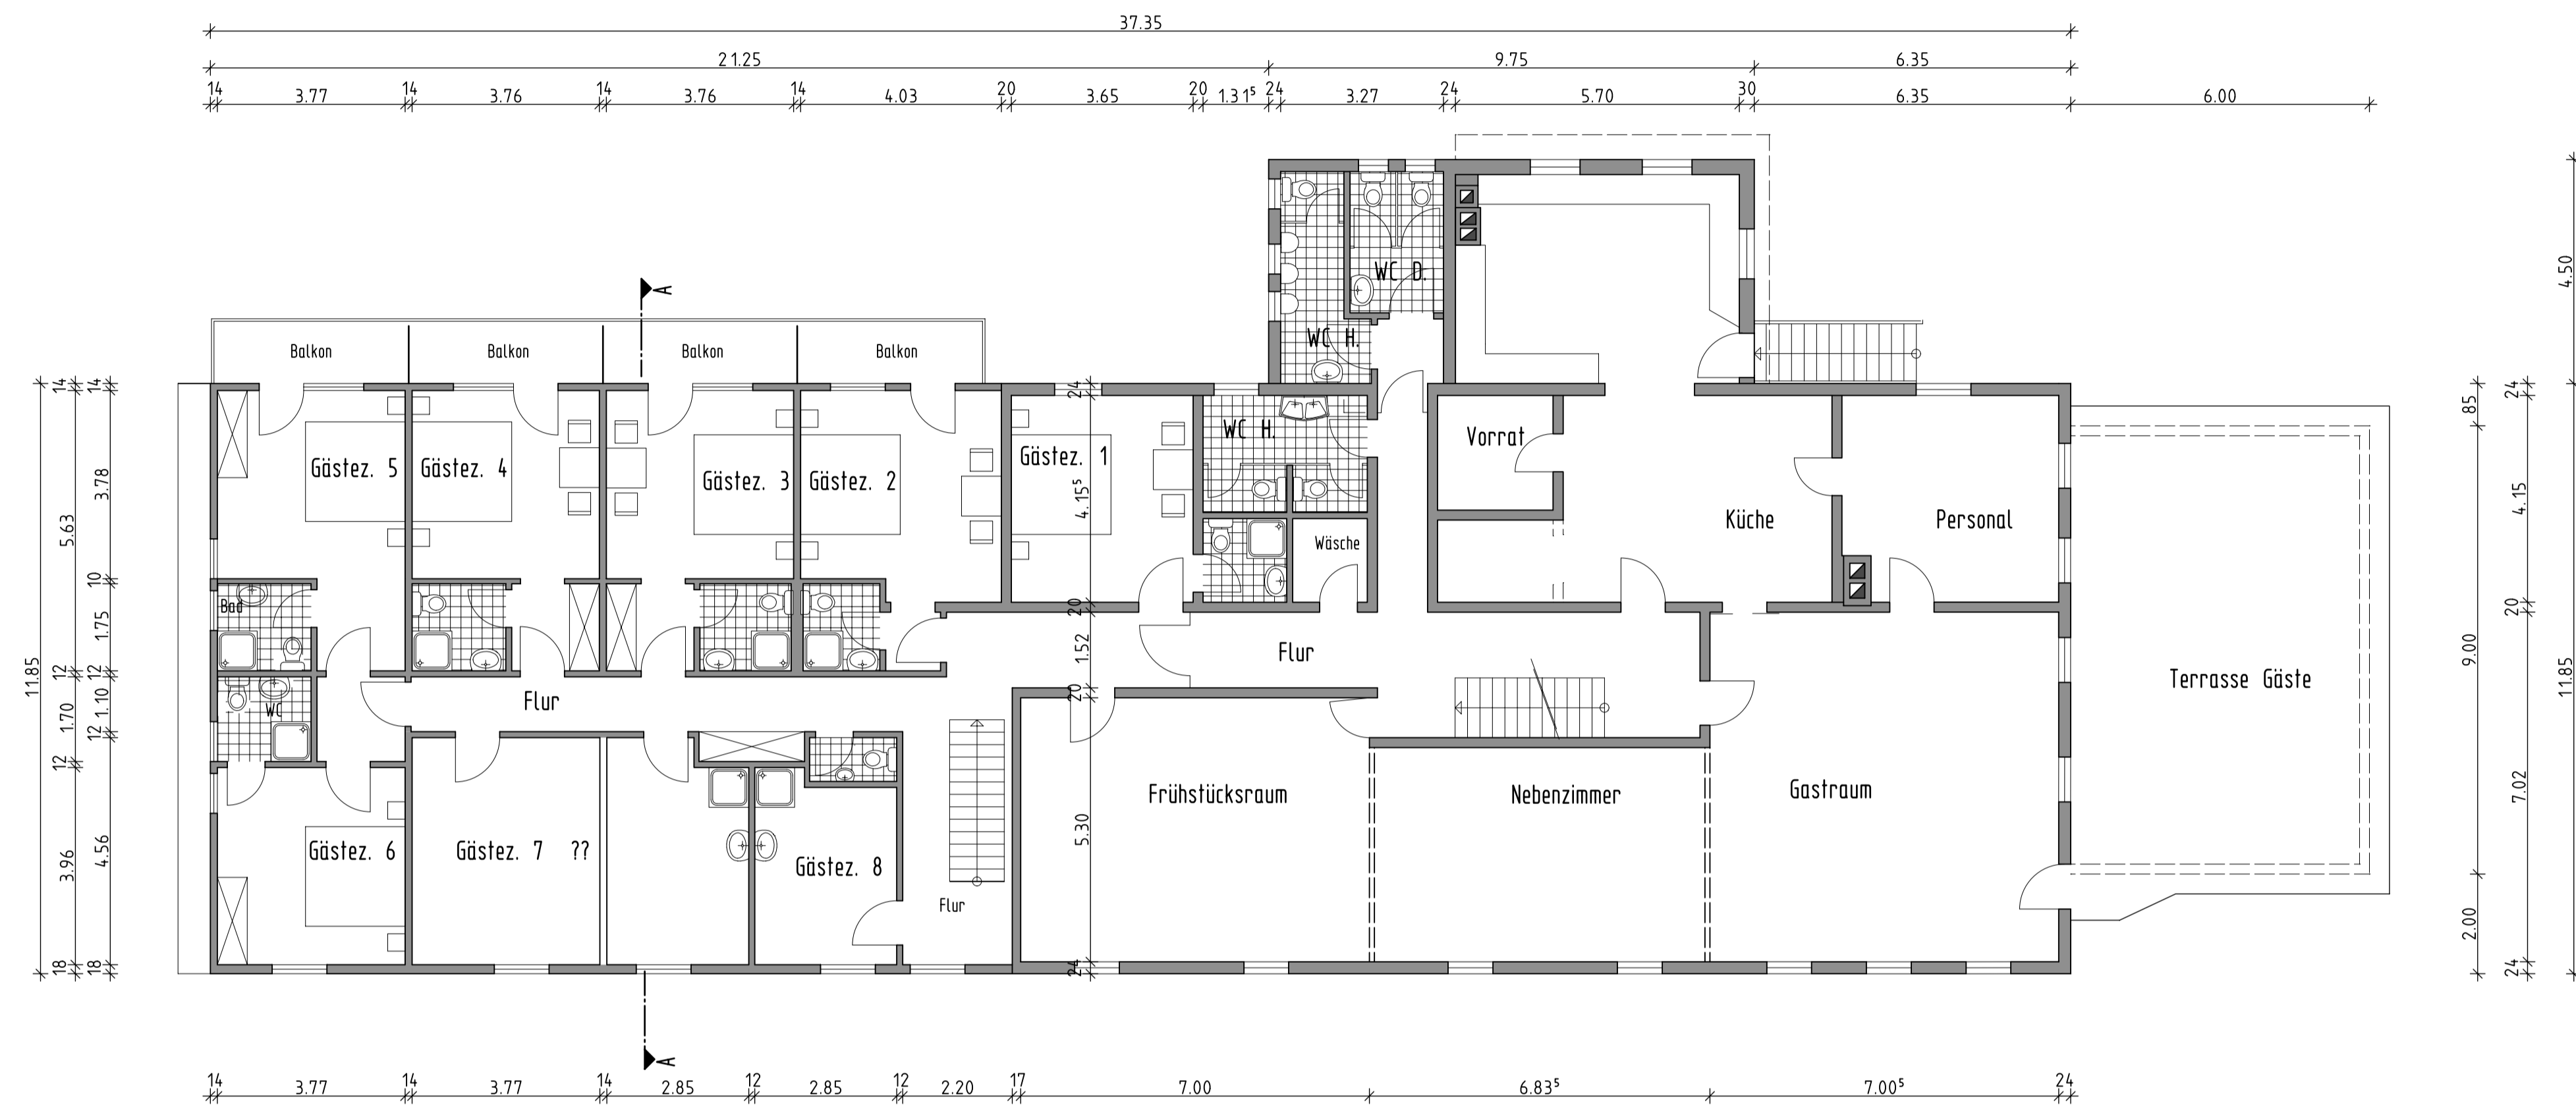 37.35
21.25 9.75 6.35
14 3.77 14 3.76 14 3.76 14 4.03 20 3.65 20 1.31⁵ 24 3.27 24 5.70 30 6.35 6.00
A
WC D.
WC H.
4.50
Balkon Balkon Balkon Balkon
14 14 24 24
85
Gästez. 5 Gästez. 4 Gästez. 3 Gästez. 2 Gästez. 1
WC H.
Vorrat
Küche
Personal
Wäsche
3.78
5.63
4.15⁵
4.15
10
Bad
1.75
20
20
1.52
Flur
12 12
11.85
1.70 1.10
WC
Flur
20
9.00
11.85
Terrasse Gäste
12 12
Frühstücksraum
Nebenzimmer
Gastraum
7.02
Gästez. 6
Gästez. 7 ??
Gästez. 8
Flur
3.96 4.56
5.30
2.00
18 18 24 24
A
14 3.77 14 3.77 14 2.85 12 2.85 12 2.20 17 7.00 6.83⁵ 7.00⁵ 24